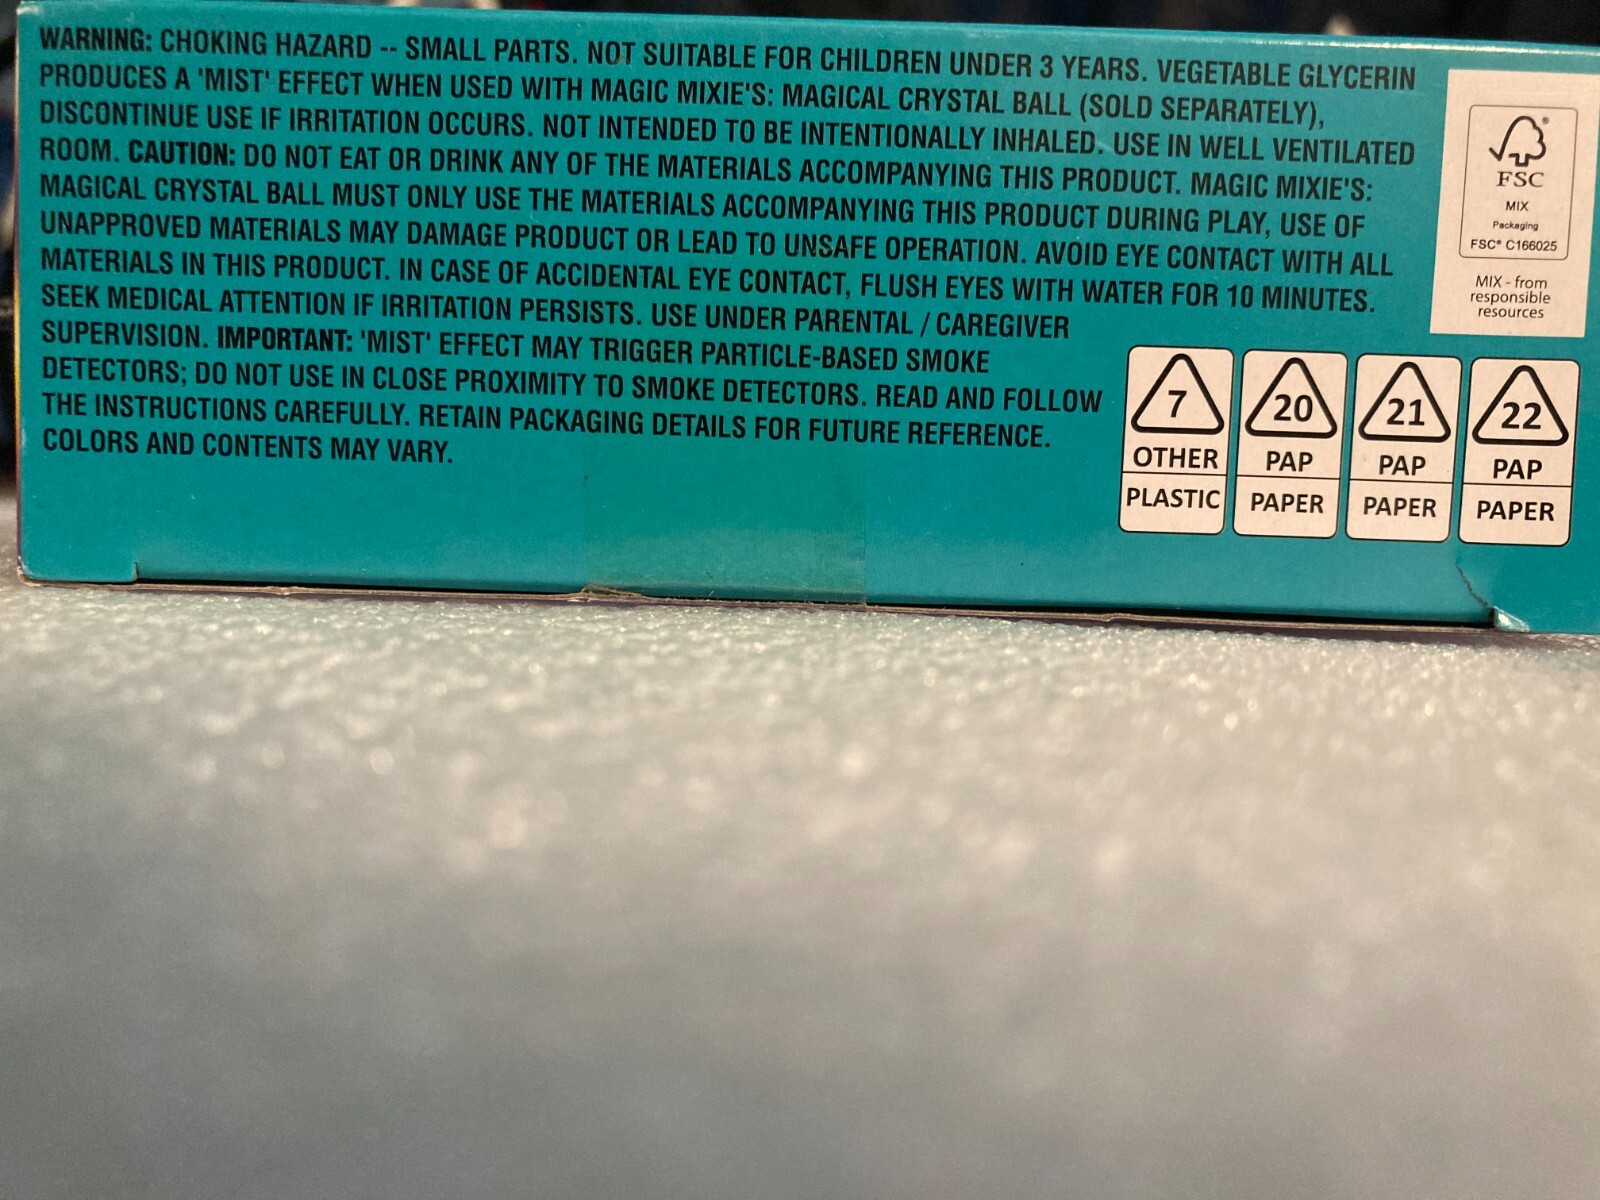 WARNING: CHOKING HAZARD -- SMALL PARTS. NOT SUITABLE FOR CHILDREN UNDER 3 YEARS. VEGETABLE GLYCERIN
PRODUCES A 'MIST' EFFECT WHEN USED WITH MAGIC MIXIE'S: MAGICAL CRYSTAL BALL (SOLD SEPARATELY),
DISCONTINUE USE IF IRRITATION OCCURS. NOT INTENDED TO BE INTENTIONALLY INHALED. USE IN WELL VENTILATED
ROOM. CAUTION: DO NOT EAT OR DRINK ANY OF THE MATERIALS ACCOMPANYING THIS PRODUCT. MAGIC MIXIE'S:
MAGICAL CRYSTAL BALL MUST ONLY USE THE MATERIALS ACCOMPANYING THIS PRODUCT DURING PLAY, USE OF
UNAPPROVED MATERIALS MAY DAMAGE PRODUCT OR LEAD TO UNSAFE OPERATION. AVOID EYE CONTACT WITH ALL
MATERIALS IN THIS PRODUCT. IN CASE OF ACCIDENTAL EYE CONTACT, FLUSH EYES WITH WATER FOR 10 MINUTES.
SEEK MEDICAL ATTENTION IF IRRITATION PERSISTS. USE UNDER PARENTAL / CAREGIVER
SUPERVISION. IMPORTANT: 'MIST' EFFECT MAY TRIGGER PARTICLE-BASED SMOKE
DETECTORS; DO NOT USE IN CLOSE PROXIMITY TO SMOKE DETECTORS. READ AND FOLLOW
THE INSTRUCTIONS CAREFULLY. RETAIN PACKAGING DETAILS FOR FUTURE REFERENCE.
COLORS AND CONTENTS MAY VARY.
®
FSC
MIX
Packaging
FSC® C166025
MIX - from
responsible
resources
7
OTHER
PLASTIC
20
PAP
PAPER
21
PAP
PAPER
22
PAP
PAPER